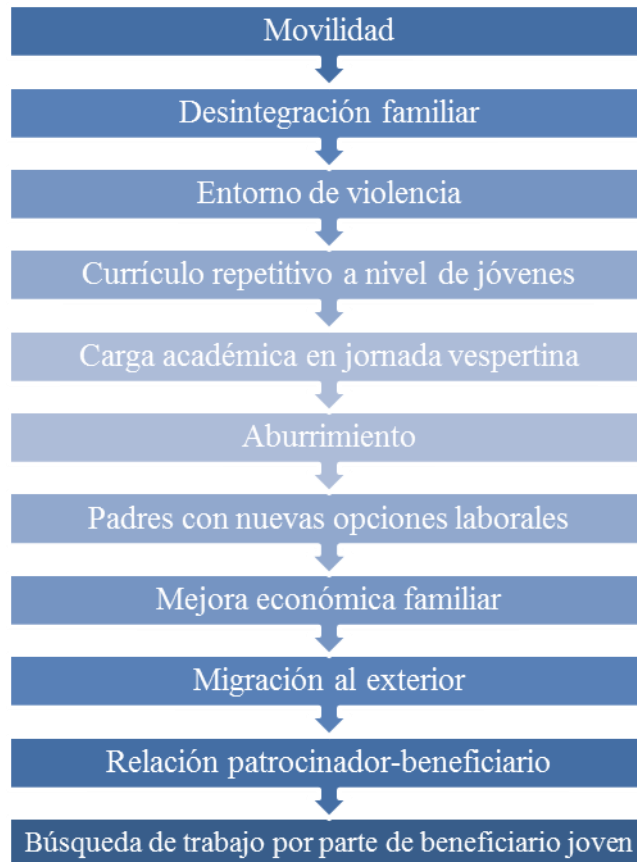 Movilidad
Desintegración familiar
Entorno de violencia
Currículo repetitivo a nivel de jóvenes
Carga académica en jornada vespertina
Aburrimiento
Padres con nuevas opciones laborales
Mejora económica familiar
Migración al exterior
Relación patrocinador-beneficiario
Búsqueda de trabajo por parte de beneficiario joven